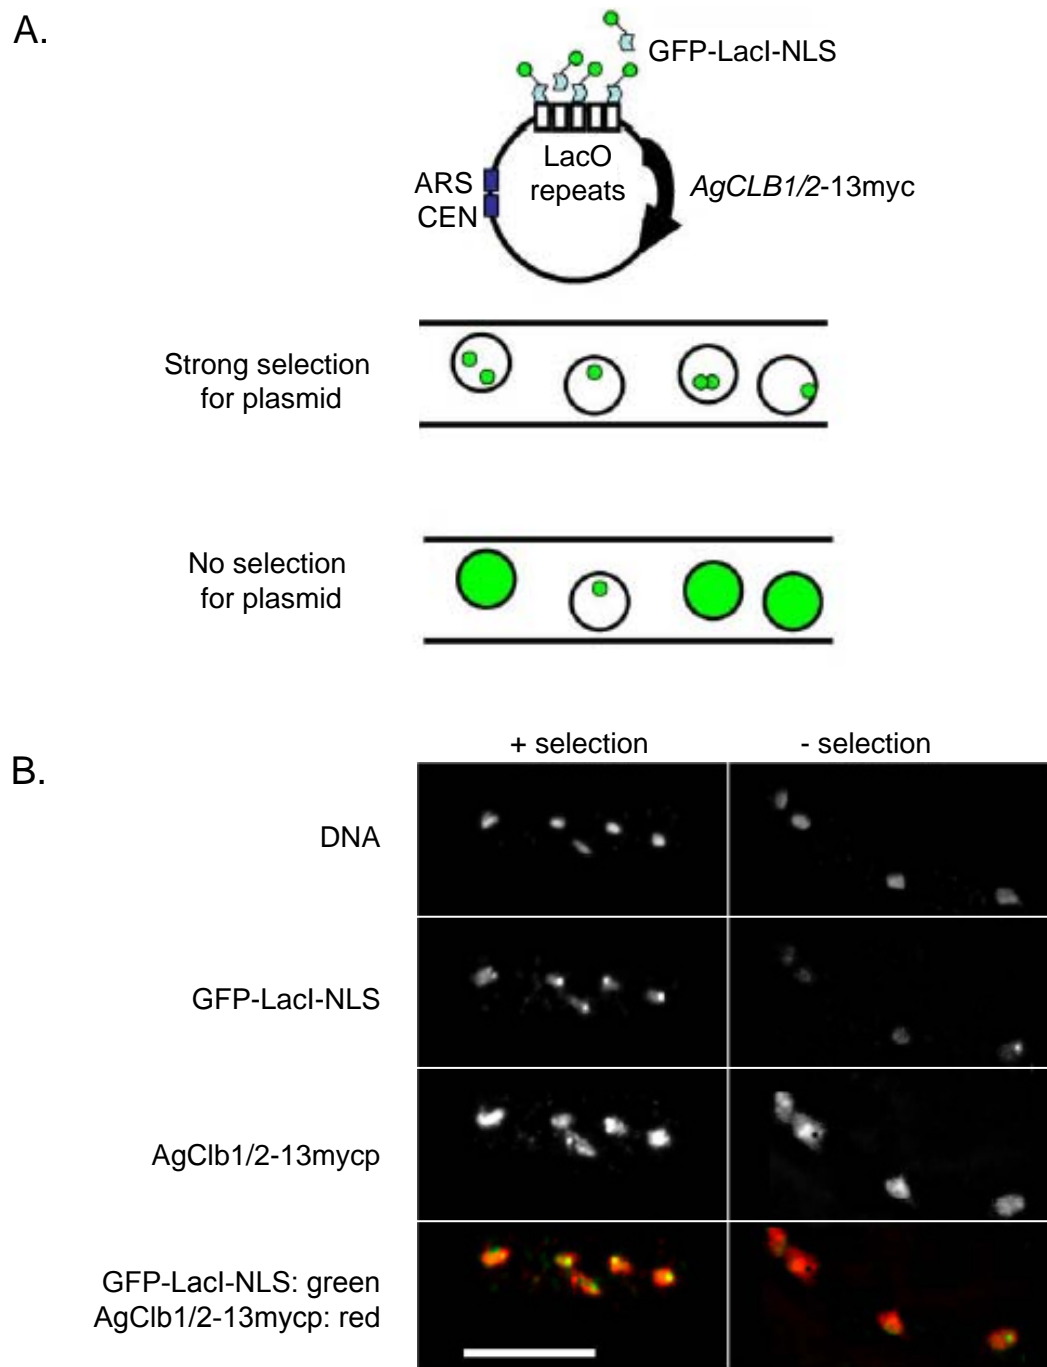 A.
GFP-LacI-NLS
LacO
repeats
ARS
CEN
AgCLB1/2-13myc
Strong selection
for plasmid
No selection
for plasmid
B.
+ selection
- selection
DNA
GFP-LacI-NLS
AgClb1/2-13mycp
GFP-LacI-NLS: green
AgClb1/2-13mycp: red